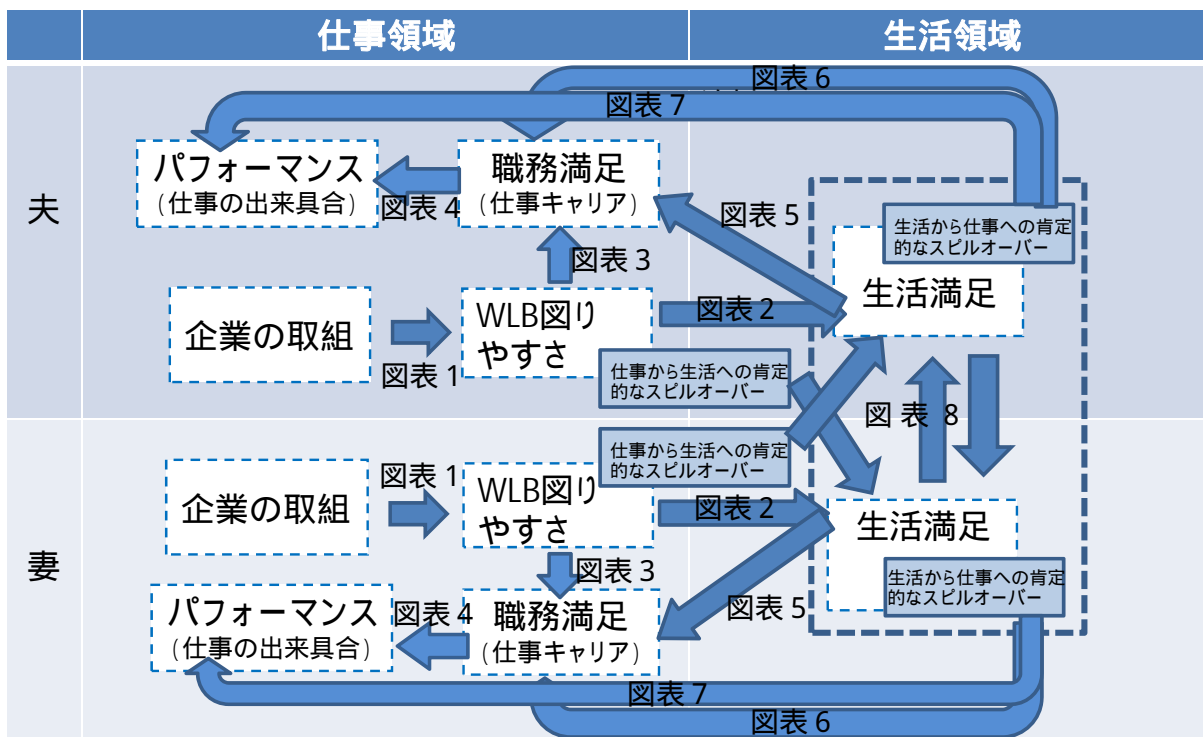 仕事領域
生活領域
夫
図表 6
図表 7
パフォーマンス
(仕事の出来具合)
図表 4
職務満足
(仕事キャリア)
図表 5
生活から仕事への肯定
的なスピルオーバー
生活満足
図表 3
企業の取組
図表 1
WLB図り
やすさ
図表 2
仕事から生活への肯定
的なスピルオーバー
図 表 8
妻
仕事から生活への肯定
的なスピルオーバー
企業の取組
図表 1
WLB図り
やすさ
図表 2
生活満足
図表 3
生活から仕事への肯定
的なスピルオーバー
パフォーマンス
(仕事の出来具合)
図表 4
職務満足
(仕事キャリア)
図表 5
図表 7
図表 6